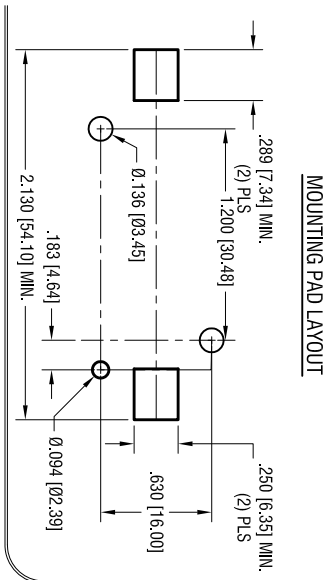 MOUNTING PAD LAYOUT
.289 [7.34] MIN.
(2) PLS
1.200 [30.48]
.250 [6.35] MIN.
(2) PLS
Ø.136 [Ø3.45]
.630 [16.00]
.183 [4.64]
Ø.094 [Ø2.39]
2.130 [54.10] MIN.